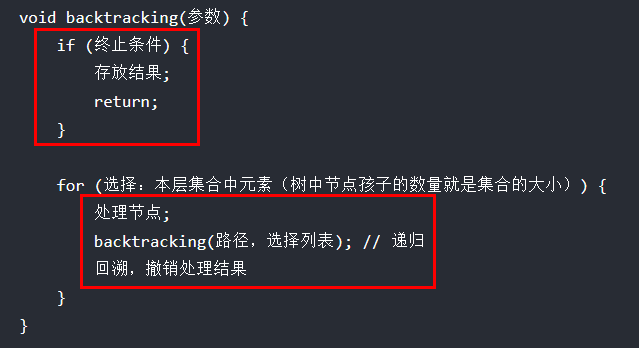 void backtracking(参数) {
if (终止条件) {
存放结果;
return;
}
for (选择：本层集合中元素（树中节点孩子的数量就是集合的大小）) {
处理节点;
backtracking(路径，选择列表); // 递归
回溯，撤销处理结果
}
}